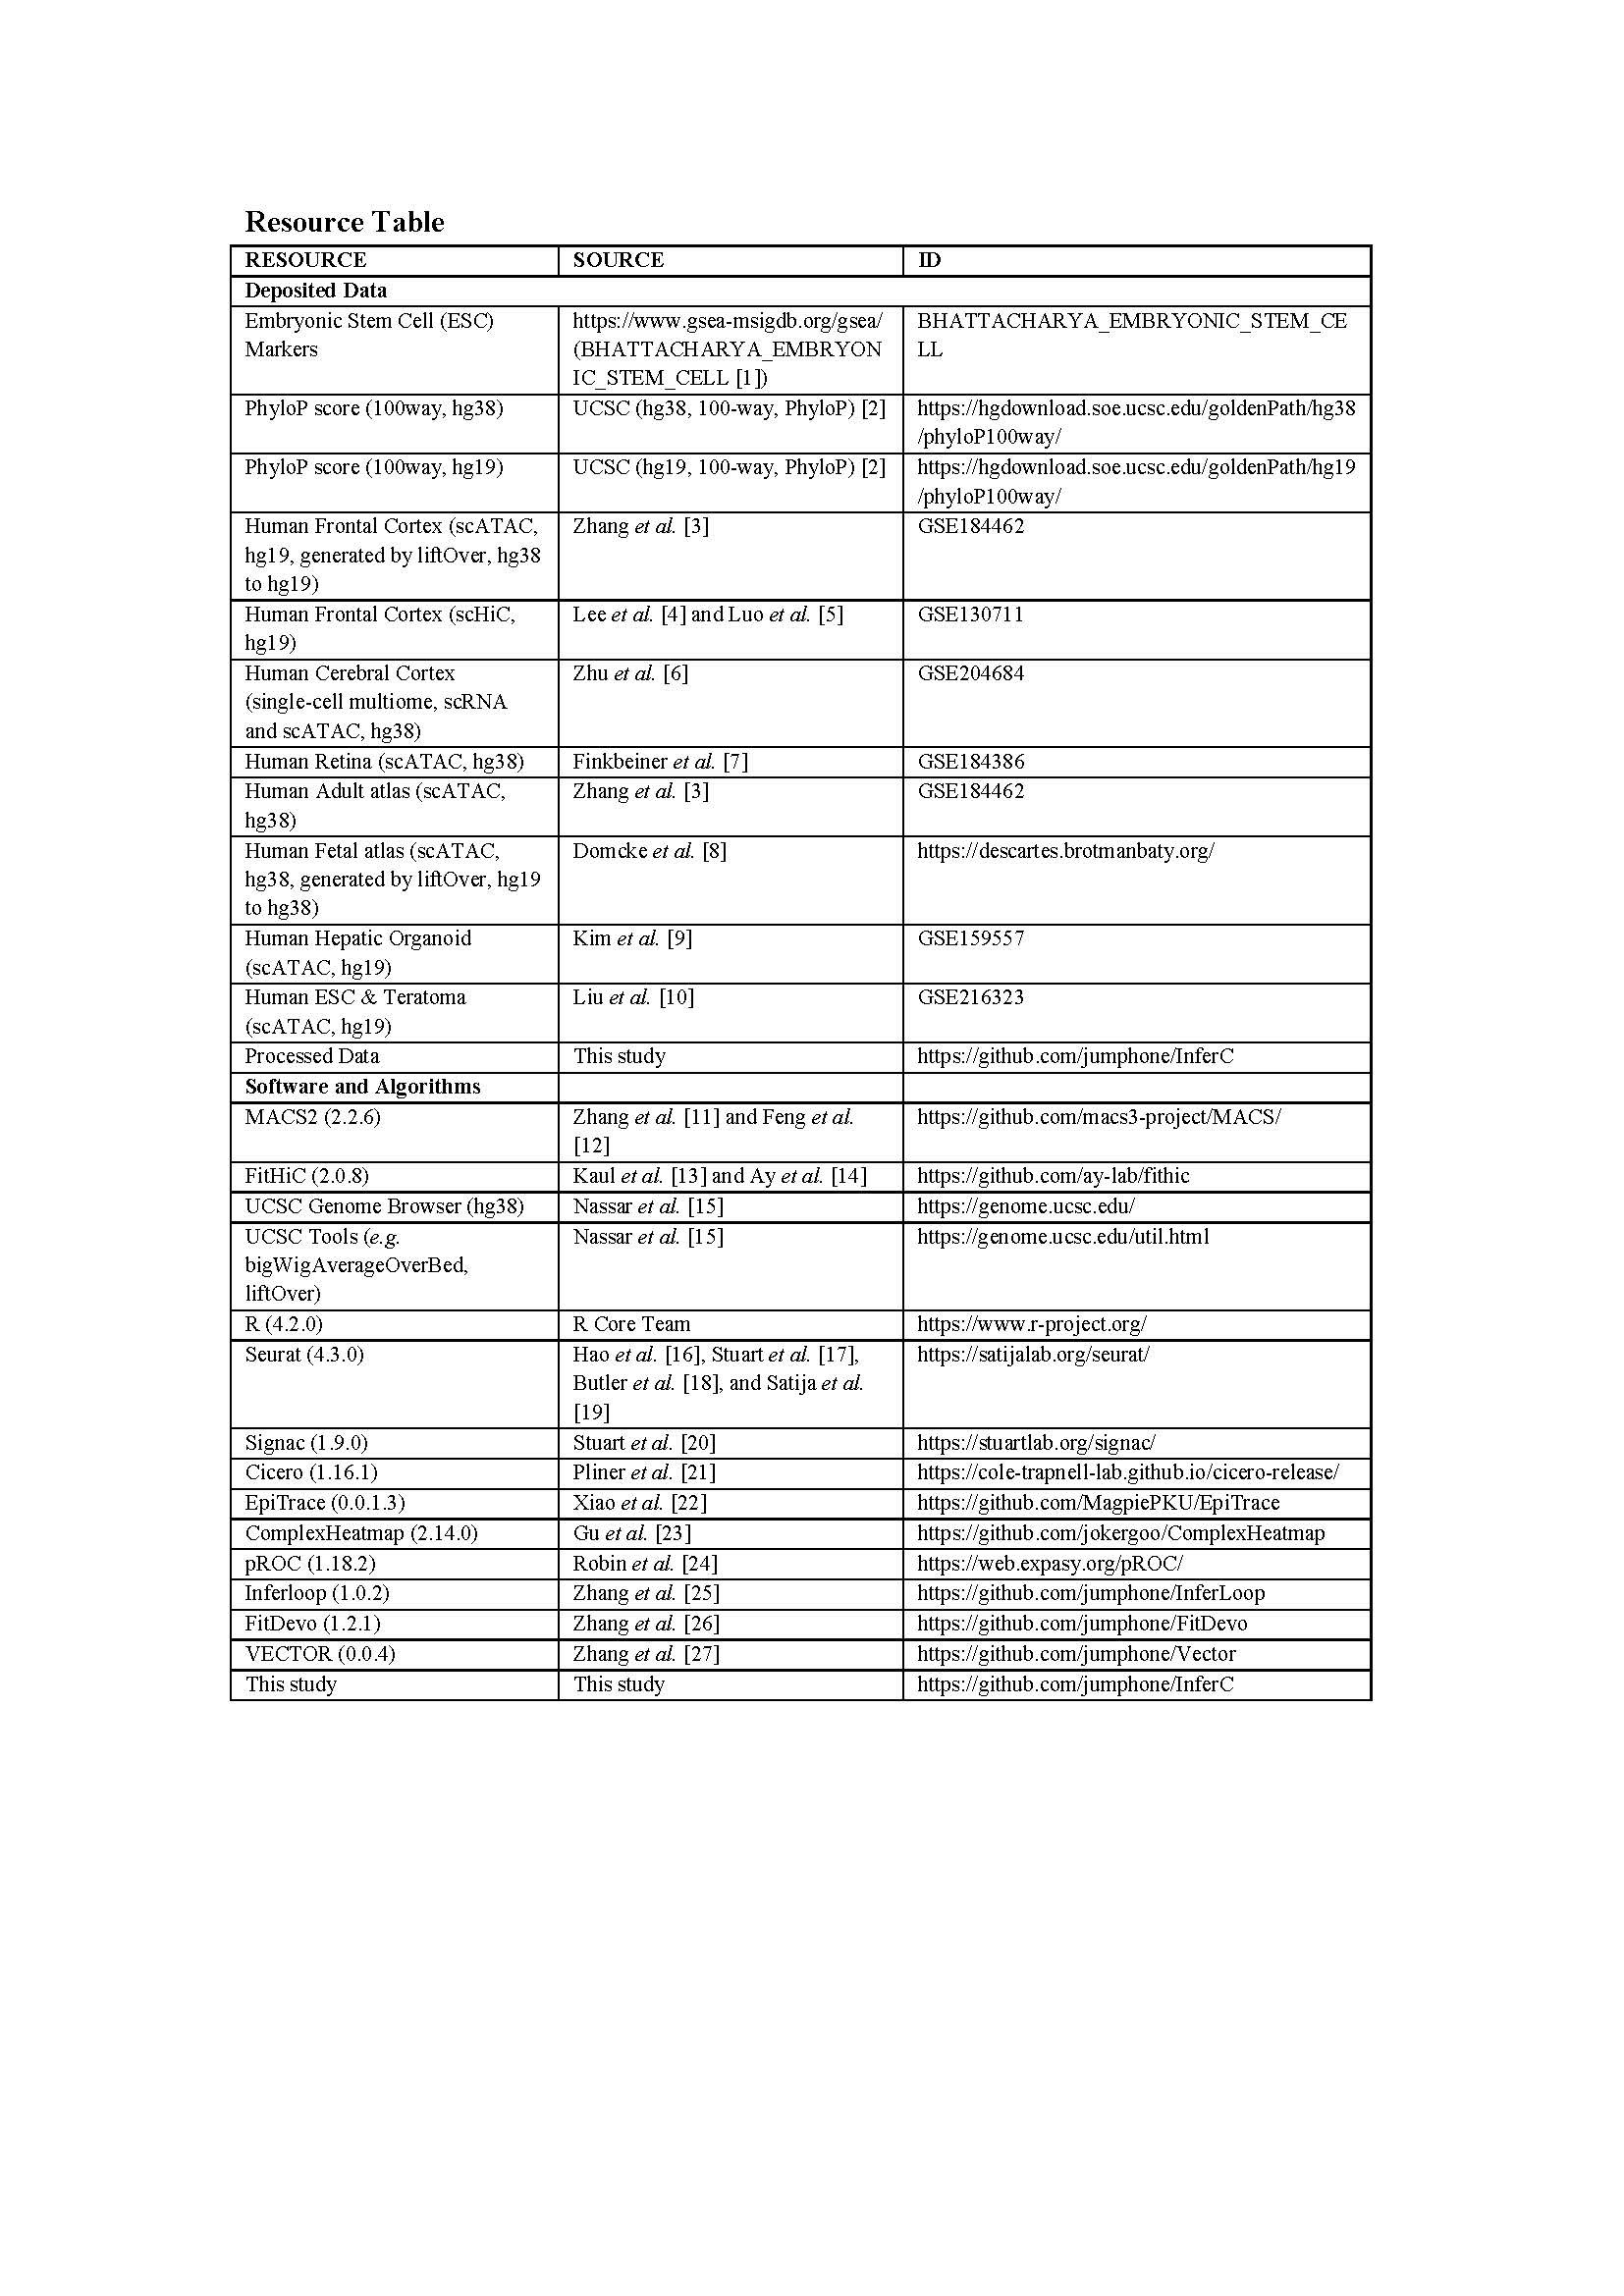 Resource Table
RESOURCE SOURCE ID
Deposited Data
Embryonic Stem Cell (ESC) https://www.gsea-msigdb.org/gsea/ BHATTACHARYA_EMBRYONIC_STEM_CE
Markers (BHATTACHARYA_EMBRYON LL
IC_STEM_CELL [1])
PhyloP score (100way, hg38) UCSC (hg38, 100-way, PhyloP) [2] https://hgdownload.soe.ucsc.edu/goldenPath/hg38
/phyloP100way/
PhyloP score (100way, hg19) UCSC (hg19, 100-way, PhyloP) [2] https://hgdownload.soe.ucsc.edu/goldenPath/hg19
/phyloP100way/
Human Frontal Cortex (scATAC, Zhang et al. [3] GSE184462
hg19, generated by liftOver, hg38
to hg19)
Human Frontal Cortex (scHiC, Lee et al. [4] and Luo et al. [5] GSE130711
hg19)
Human Cerebral Cortex Zhu et al. [6] GSE204684
(single-cell multiome, scRNA
and scATAC, hg38)
Human Retina (scATAC, hg38) Finkbeiner et al. [7] GSE184386
Human Adult atlas (scATAC, Zhang et al. [3] GSE184462
hg38)
Human Fetal atlas (scATAC, Domcke et al. [8] https://descartes.brotmanbaty.org/
hg38, generated by liftOver, hg19
to hg38)
Human Hepatic Organoid Kim et al. [9] GSE159557
(scATAC, hg19)
Human ESC & Teratoma Liu et al. [10] GSE216323
(scATAC, hg19)
Processed Data This study https://github.com/jumphone/InferC
Software and Algorithms
MACS2 (2.2.6) Zhang et al. [11] and Feng et al. https://github.com/macs3-project/MACS/
[12]
FitHiC (2.0.8) Kaul et al. [13] and Ay et al. [14] https://github.com/ay-lab/fithic
UCSC Genome Browser (hg38) Nassar et al. [15] https://genome.ucsc.edu/
UCSC Tools (e.g. Nassar et al. [15] https://genome.ucsc.edu/util.html
bigWigAverageOverBed,
liftOver)
R (4.2.0) R Core Team https://www.r-project.org/
Seurat (4.3.0) Hao et al. [16], Stuart et al. [17], https://satijalab.org/seurat/
Butler et al. [18], and Satija et al.
[19]
Signac (1.9.0) Stuart et al. [20] https://stuartlab.org/signac/
Cicero (1.16.1) Pliner et al. [21] https://cole-trapnell-lab.github.io/cicero-release/
EpiTrace (0.0.1.3) Xiao et al. [22] https://github.com/MagpiePKU/EpiTrace
ComplexHeatmap (2.14.0) Gu et al. [23] https://github.com/jokergoo/ComplexHeatmap
pROC (1.18.2) Robin et al. [24] https://web.expasy.org/pROC/
Inferloop (1.0.2) Zhang et al. [25] https://github.com/jumphone/InferLoop
FitDevo (1.2.1) Zhang et al. [26] https://github.com/jumphone/FitDevo
VECTOR (0.0.4) Zhang et al. [27] https://github.com/jumphone/Vector
This study This study https://github.com/jumphone/InferC